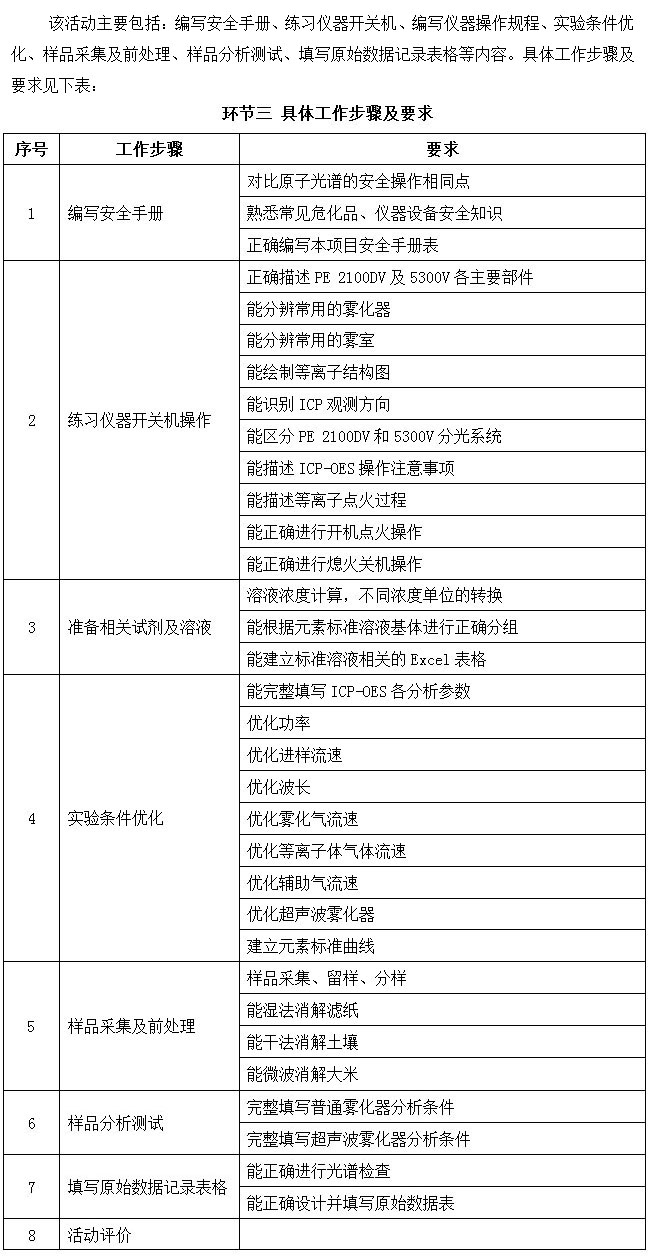 该活动主要包括：编写安全手册、练习仪器开关机、编写仪器操作规程、实验条件优
化、样品采集及前处理、样品分析测试、填写原始数据记录表格等内容。具体工作步骤及
要求见下表：
环节三 具体工作步骤及要求
序号 工作步骤 要求
1 编写安全手册
对比原子光谱的安全操作相同点
熟悉常见危化品、仪器设备安全知识
正确编写本项目安全手册表
2 练习仪器开关机操作
正确描述 PE 2100DV 及 5300V 各主要部件
能分辨常用的雾化器
能分辨常用的雾室
能绘制等离子结构图
能识别 ICP 观测方向
能区分 PE 2100DV 和 5300V 分光系统
能描述 ICP-OES 操作注意事项
能描述等离子点火过程
能正确进行开机点火操作
能正确进行熄火关机操作
3 准备相关试剂及溶液
溶液浓度计算，不同浓度单位的转换
能根据元素标准溶液基体进行正确分组
能建立标准溶液相关的 Excel 表格
4 实验条件优化
能完整填写 ICP-OES 各分析参数
优化功率
优化进样流速
优化波长
优化雾化气流速
优化等离子体气体流速
优化辅助气流速
优化超声波雾化器
建立元素标准曲线
5 样品采集及前处理
样品采集、留样、分样
能湿法消解滤纸
能干法消解土壤
能微波消解大米
6 样品分析测试
完整填写普通雾化器分析条件
完整填写超声波雾化器分析条件
7 填写原始数据记录表格
能正确进行光谱检查
能正确设计并填写原始数据表
8 活动评价